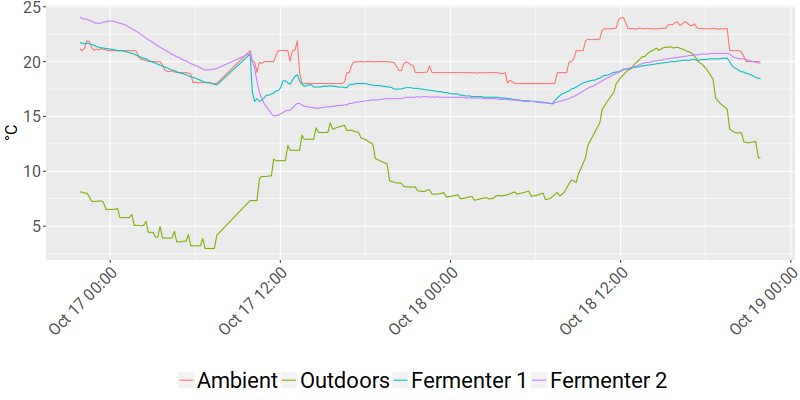 25
20
15
10
5
°C
Oct 17 00:00
Oct 17 12:00
Oct 18 00:00
Oct 18 12:00
Oct 19 00:00
Ambient Outdoors Fermenter 1 Fermenter 2